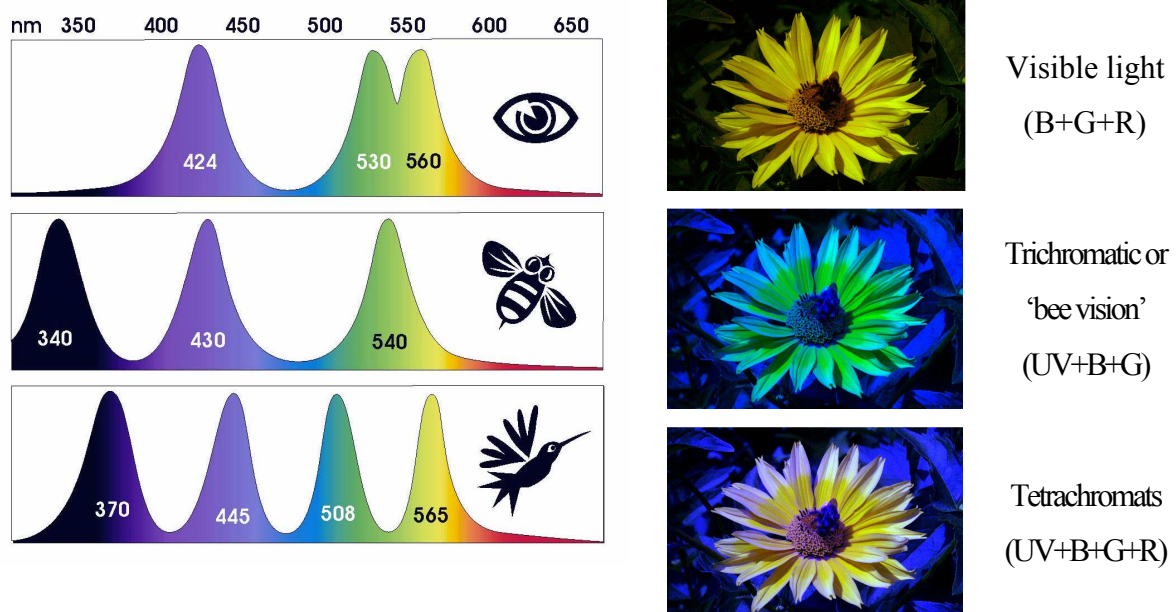 nm 350 400 450 500 550 600 650
424 530 560
340 430 540
370 445 508 565
Visible light
(B+G+R)
Trichromatic or
‘bee vision’
(UV+B+G)
Tetrachromats
(UV+B+G+R)